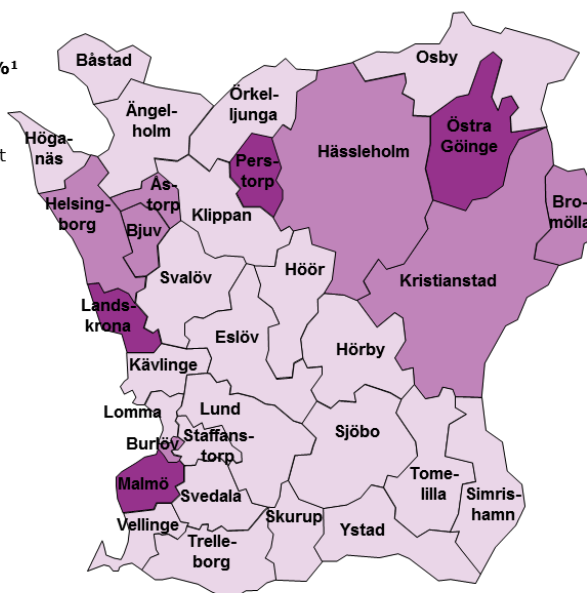 %¹
t
Båstad
Osby
Ängel-
holm
Örkel-
ljunga
Höga-
näs
Östra
Göinge
Pers-
torp
Hässleholm
Ås-
torp
Helsing-
borg
Klippan
Bro-
mölla
Bjuv
Svalöv
Höör
Kristianstad
Lands-
krona
Eslöv
Hörby
Kävlinge
Lomma
Lund
Burlöv
Staffans-
torp
Sjöbo
Malmö
Svedala
Tome-
lilla
Simris-
hamn
Vellinge
Skurup
Ystad
Trelle-
borg